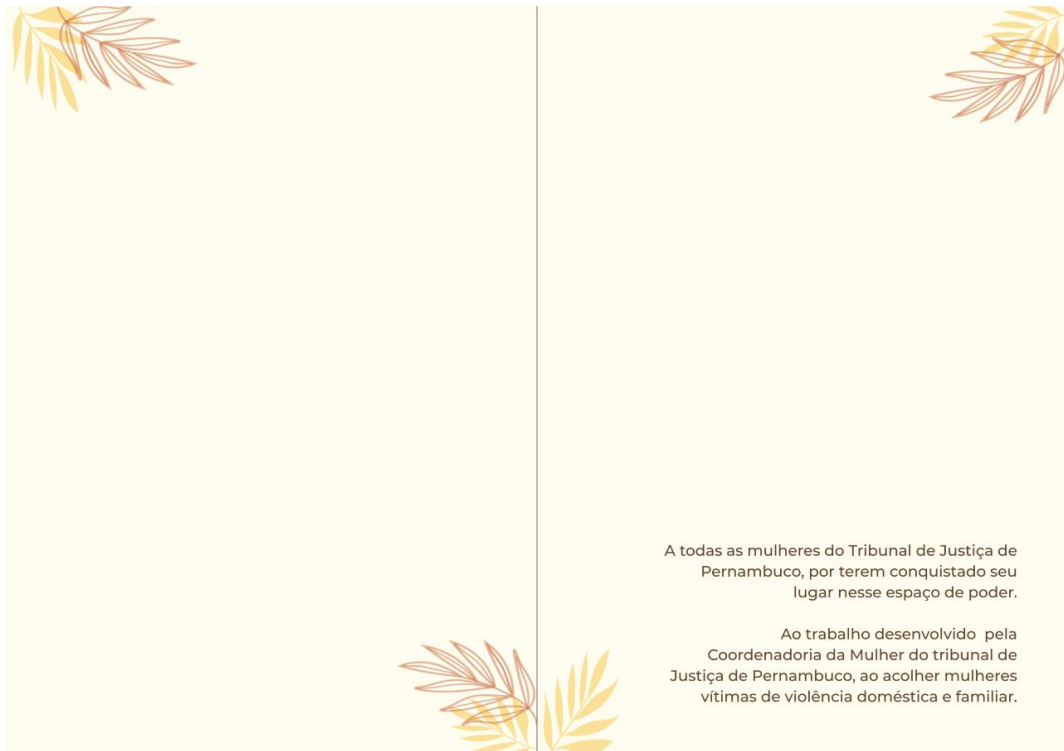 A todas as mulheres do Tribunal de Justiça de
Pernambuco, por terem conquistado seu
lugar nesse espaço de poder.
Ao trabalho desenvolvido  pela
Coordenadoria da Mulher do tribunal de
Justiça de Pernambuco, ao acolher mulheres
vítimas de violência doméstica e familiar.